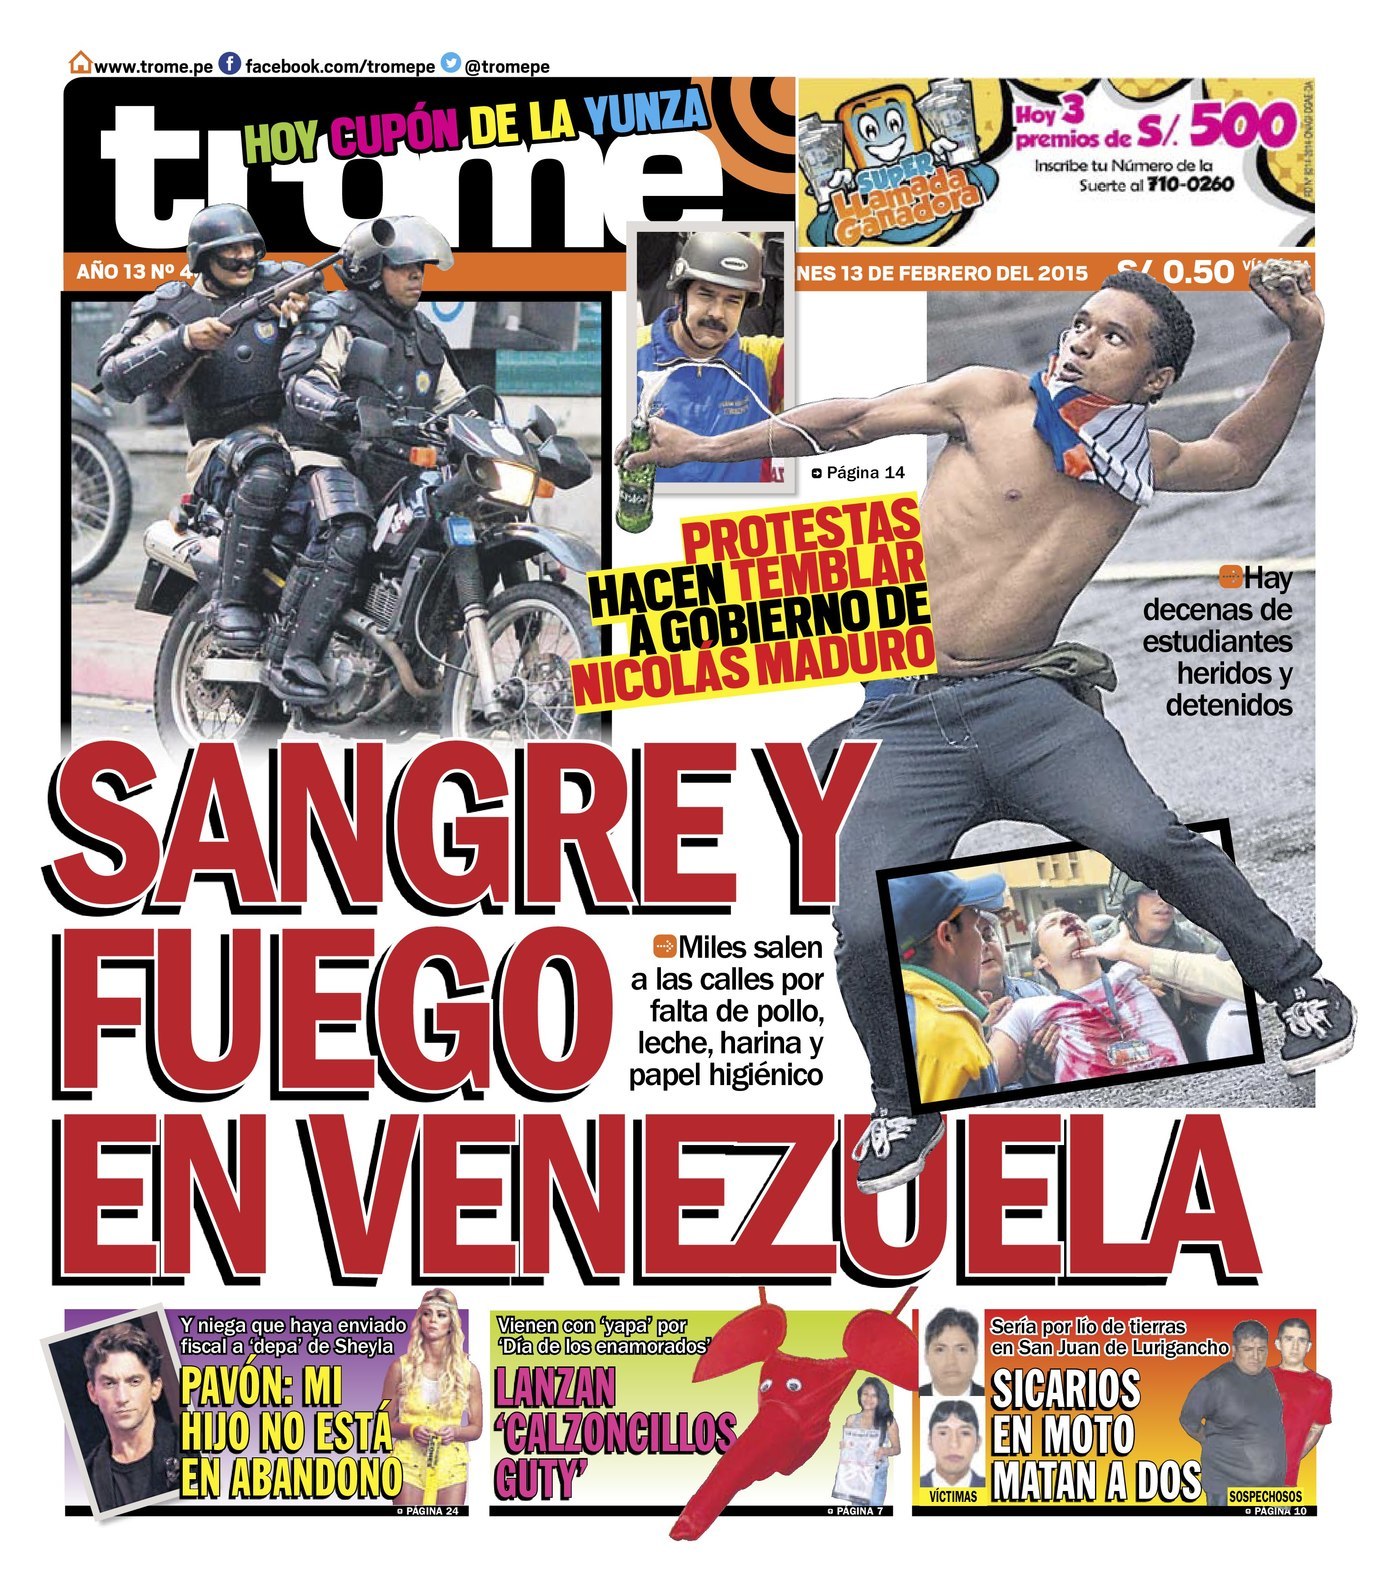 www.trome.pe facebook.com/tromepe @tromepe
HOY CUPÓN DE LA YUNZA
trome
SUPER
LLamada
Ganadora
Hoy 3
premios de S/. 500
Inscribe tu Número de la
Suerte al 710-0260
AÑO 13 Nº 4.
NES 13 DE FEBRERO DEL 2015 S/. 0.50
Página 14
PROTESTAS
HACEN TEMBLAR
A GOBIERNO DE
NICOLÁS MADURO
Hay
decenas de
estudiantes
heridos y
detenidos
SANGRE Y
FUEGO
EN VENEZUELA
Miles salen
a las calles por
falta de pollo,
leche, harina y
papel higiénico
Y niega que haya enviado
fiscal a ‘depa’ de Sheyla
PAVÓN: MI
HIJO NO ESTÁ
EN ABANDONO
PÁGINA 24
Vienen con ‘yapa’ por
‘Día de los enamorados’
LANZAN
‘CALZONCILLOS
GUTY’
PÁGINA 7
Sería por lío de tierras
en San Juan de Lurigancho
SICARIOS
EN MOTO
MATAN A DOS
VÍCTIMAS
SOSPECHOSOS
PÁGINA 10